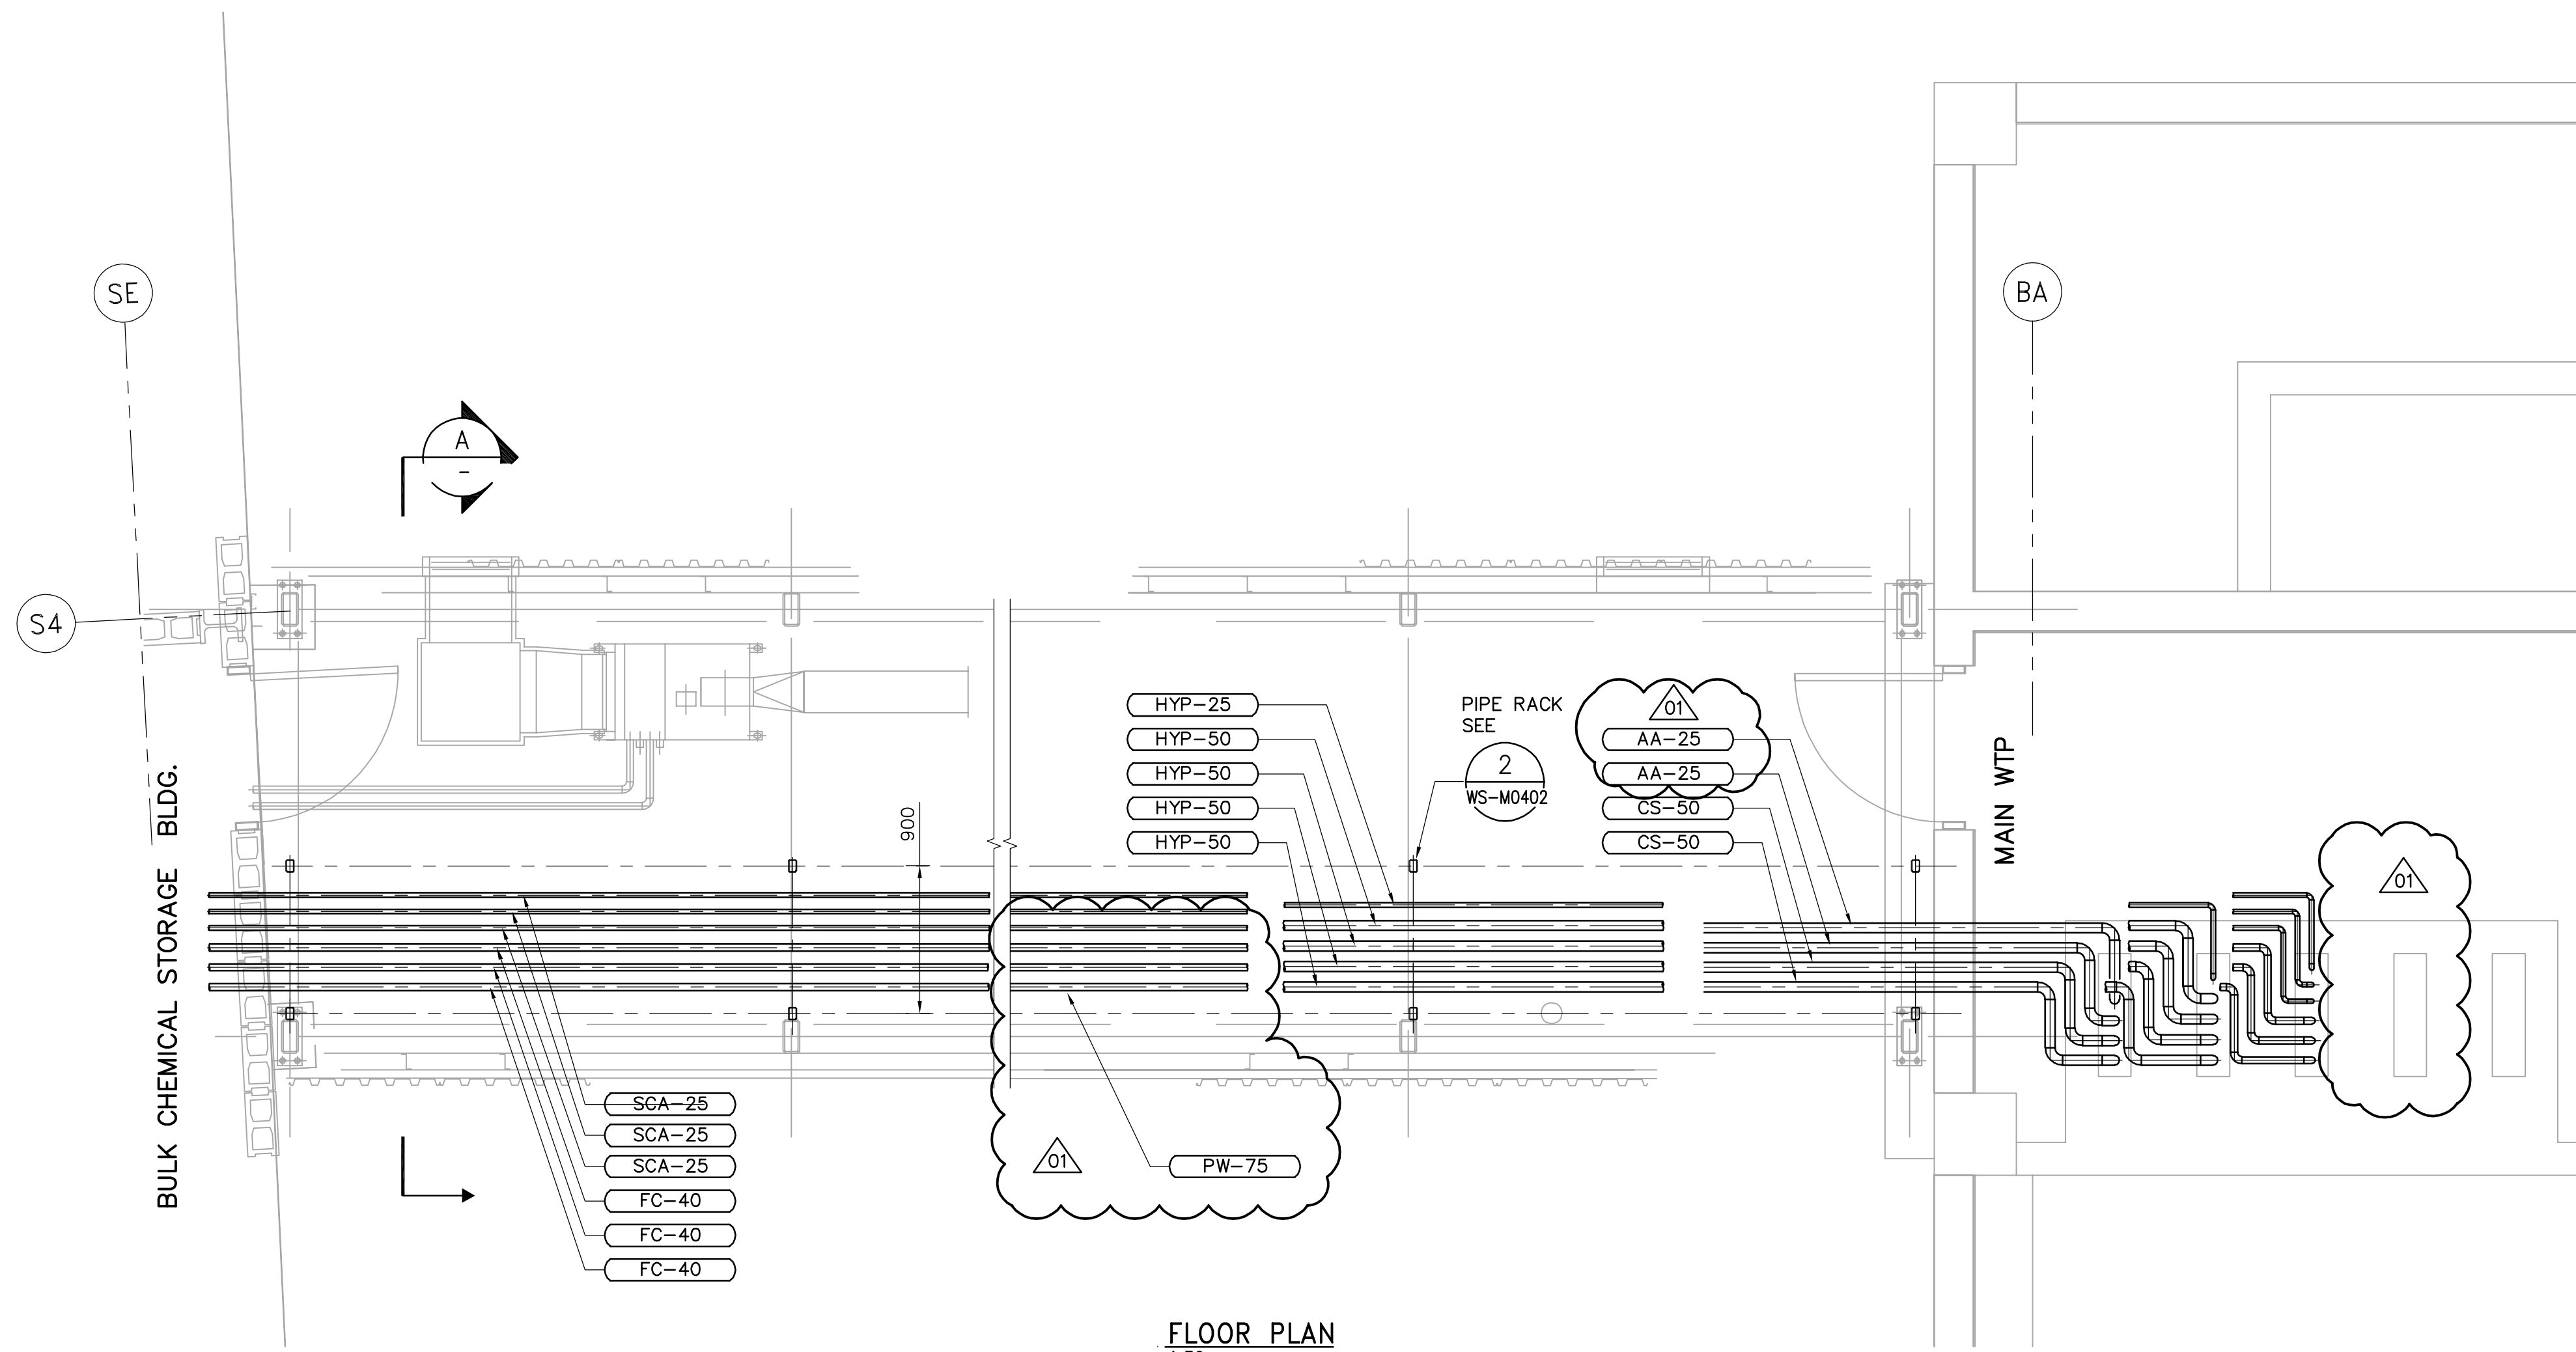 SE
BA
A
-
S4
HYP-25
HYP-50
HYP-50
HYP-50
HYP-50
PIPE RACK
SEE
2
WS-M0402
01
AA-25
AA-25
CS-50
CS-50
900
BULK CHEMICAL STORAGE BLDG.
MAIN WTP
01
SCA-25
SCA-25
SCA-25
FC-40
FC-40
FC-40
01
PW-75
FLOOR PLAN